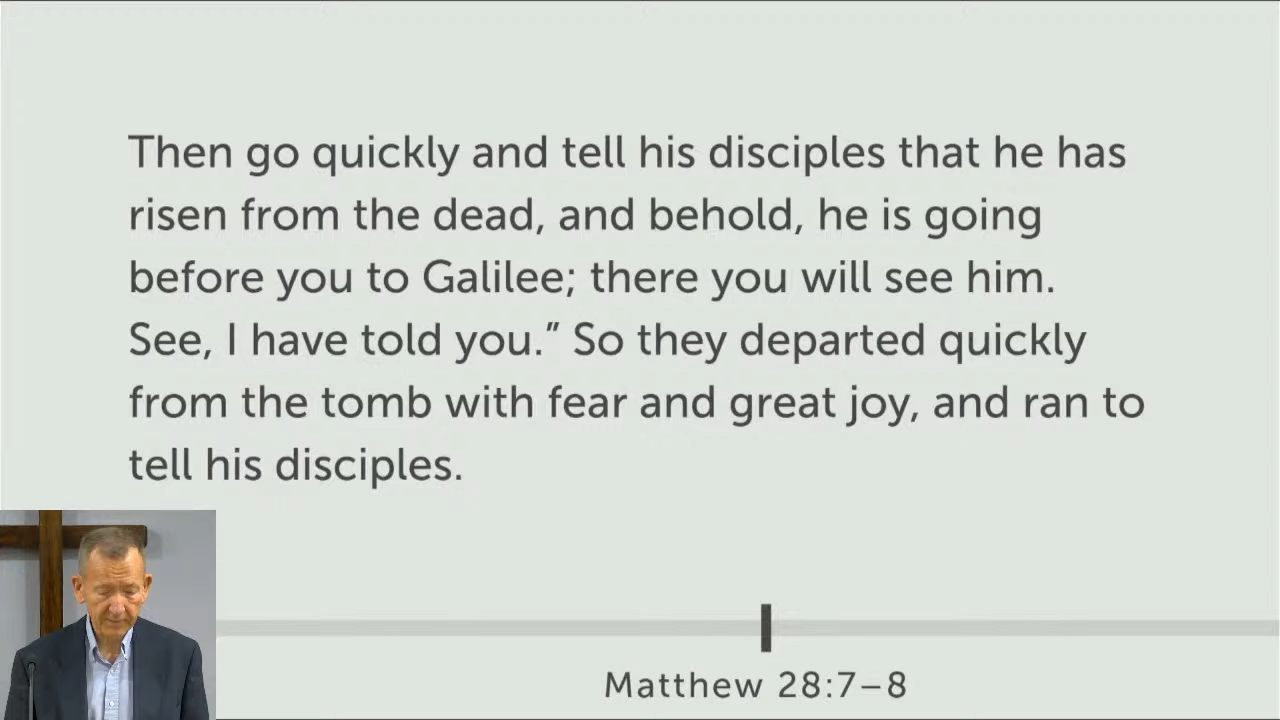 Then go quickly and tell his disciples that he has
risen from the dead, and behold, he is going
before you to Galilee; there you will see him.
See, I have told you.” So they departed quickly
from the tomb with fear and great joy, and ran to
tell his disciples.
Matthew 28:7–8